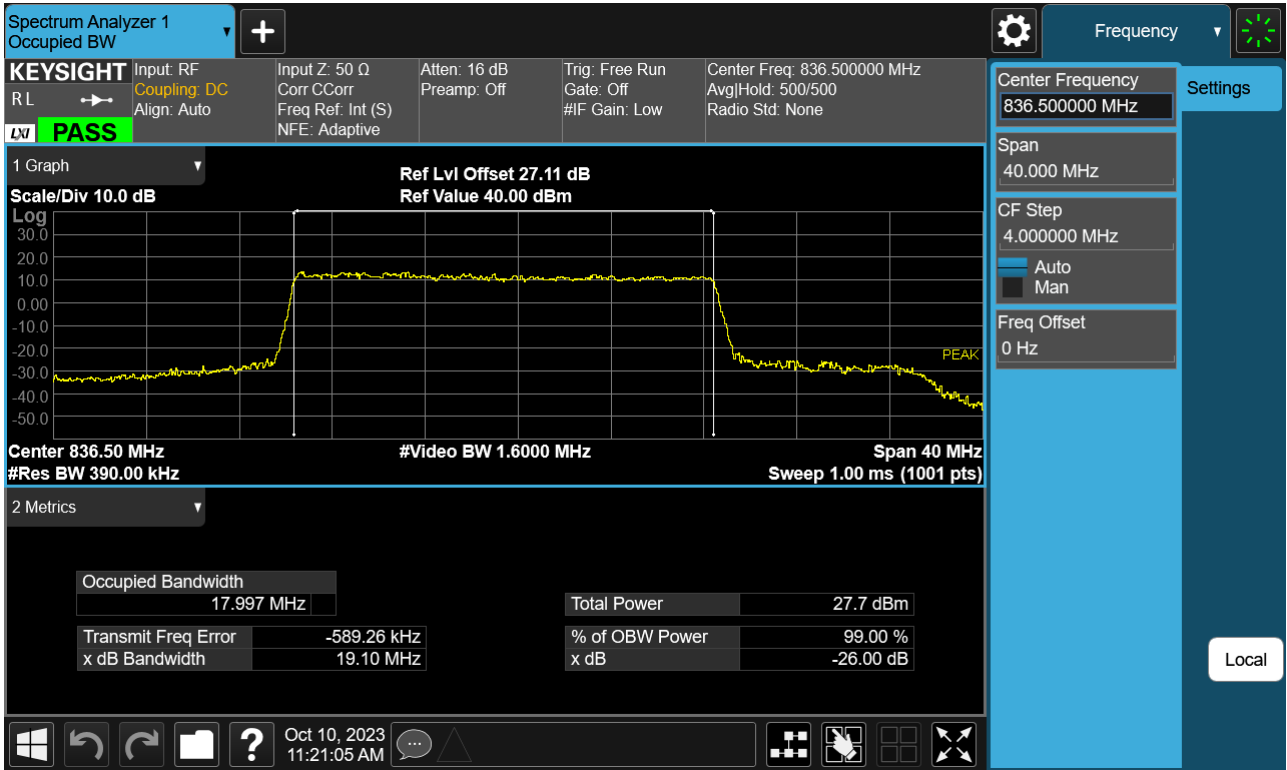 Spectrum Analyzer 1
Occupied BW
+
Frequency
KEYSIGHT
R L
LXI PASS
Input: RF
Coupling: DC
Align: Auto
Input Z: 50 Ω
Corr CCorr
Freq Ref: Int (S)
NFE: Adaptive
Atten: 16 dB
Preamp: Off
Trig: Free Run
Gate: Off
#IF Gain: Low
Center Freq: 836.500000 MHz
Avg|Hold: 500/500
Radio Std: None
Center Frequency
836.500000 MHz
Settings
Span
40.000 MHz
CF Step
4.000000 MHz
Auto
Man
Freq Offset
0 Hz
1 Graph
Scale/Div 10.0 dB
Ref Lvl Offset 27.11 dB
Ref Value 40.00 dBm
Log
30.0
20.0
10.0
0.00
-10.0
-20.0
-30.0
-40.0
-50.0
PEAK
Center 836.50 MHz
#Video BW 1.6000 MHz
Span 40 MHz
#Res BW 390.00 kHz
Sweep 1.00 ms (1001 pts)
2 Metrics
Occupied Bandwidth
17.997 MHz
Transmit Freq Error -589.26 kHz
x dB Bandwidth 19.10 MHz
Total Power 27.7 dBm
% of OBW Power 99.00 %
x dB -26.00 dB
Local
?
Oct 10, 2023
11:21:05 AM